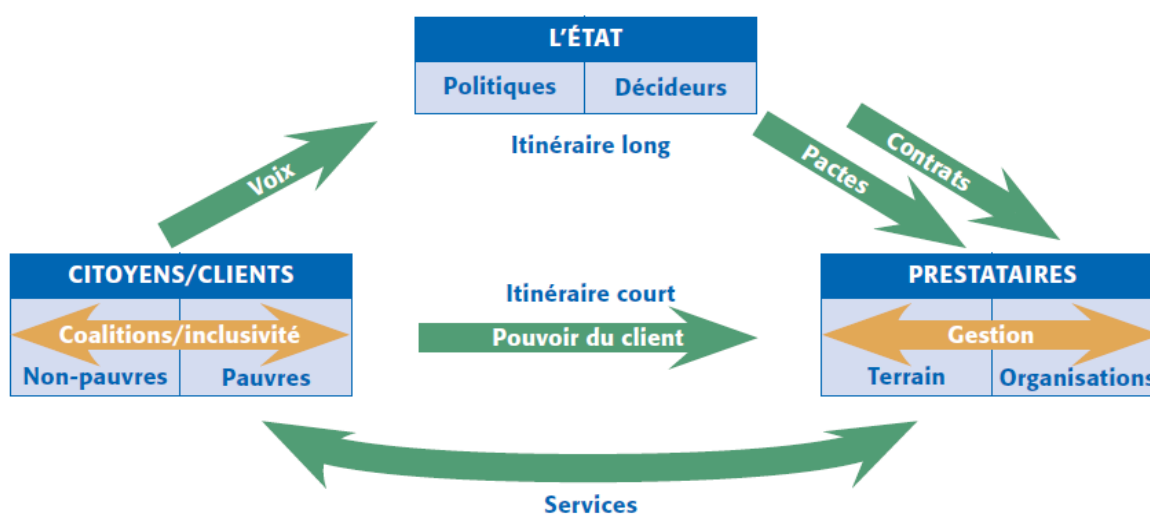 L'ÉTAT
Politiques
Décideurs
Itinéraire long
Voix
Pactes
Contrats
CITOYENS/CLIENTS
Coalitions/inclusivité
Non-pauvres
Pauvres
Itinéraire court
Pouvoir du client
PRESTATAIRES
Gestion
Terrain
Organisations
Services